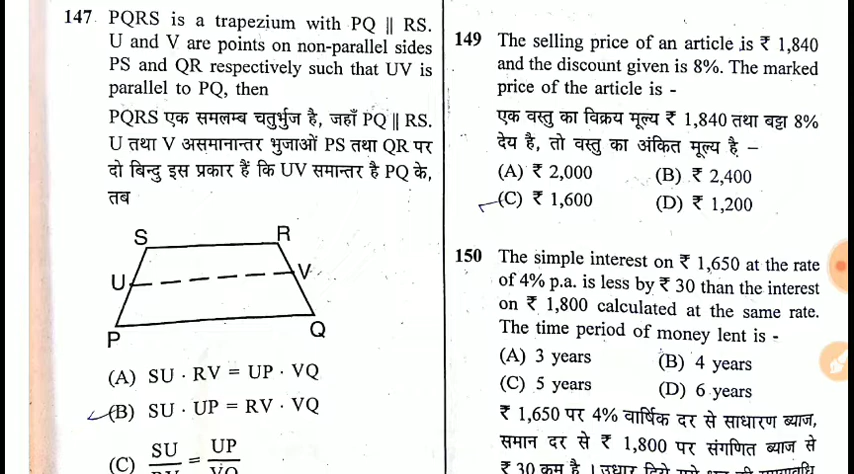 147. PQRS is a trapezium with PQ || RS.
U and V are points on non-parallel sides
PS and QR respectively such that UV is
parallel to PQ, then
PQRS एक समलम्ब चतुर्भुज है, जहाँ PQ || RS.
U तथा V असमानान्तर भुजाओं PS तथा QR पर
दो बिन्दु इस प्रकार हैं कि UV समान्तर है PQ के,
तब
S R
U V
P Q
(A) SU · RV = UP · VQ
(B) SU · UP = RV · VQ
(C) SU/RV = UP/VQ
149 The selling price of an article is ₹ 1,840
and the discount given is 8%. The marked
price of the article is -
एक वस्तु का विक्रय मूल्य ₹ 1,840 तथा बट्टा 8%
देय है, तो वस्तु का अंकित मूल्य है –
(A) ₹ 2,000 (B) ₹ 2,400
(C) ₹ 1,600 (D) ₹ 1,200
150 The simple interest on ₹ 1,650 at the rate
of 4% p.a. is less by ₹ 30 than the interest
on ₹ 1,800 calculated at the same rate.
The time period of money lent is -
(A) 3 years (B) 4 years
(C) 5 years (D) 6 years
₹ 1,650 पर 4% वार्षिक दर से साधारण ब्याज,
समान दर से ₹ 1,800 पर संगणित ब्याज से
₹ 30 कम है ।